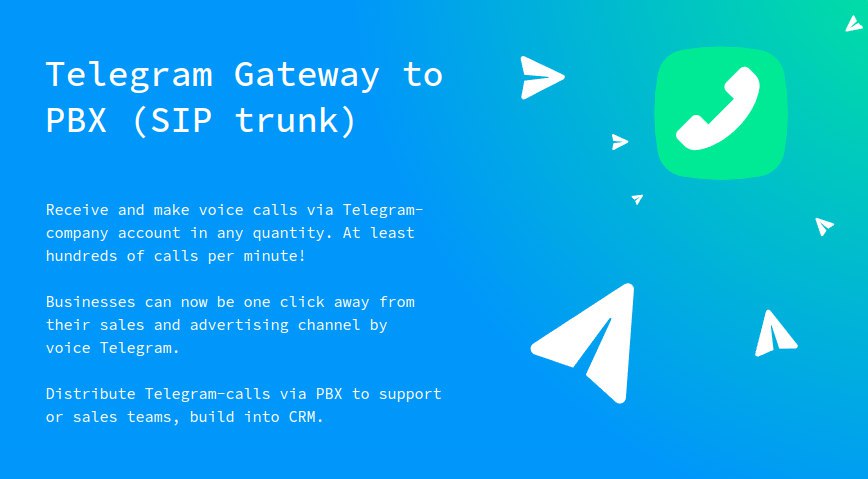 Telegram Gateway to
PBX (SIP trunk)
Receive and make voice calls via Telegram-
company account in any quantity. At least
hundreds of calls per minute!
Businesses can now be one click away from
their sales and advertising channel by
voice Telegram.
Distribute Telegram-calls via PBX to support
or sales teams, build into CRM.